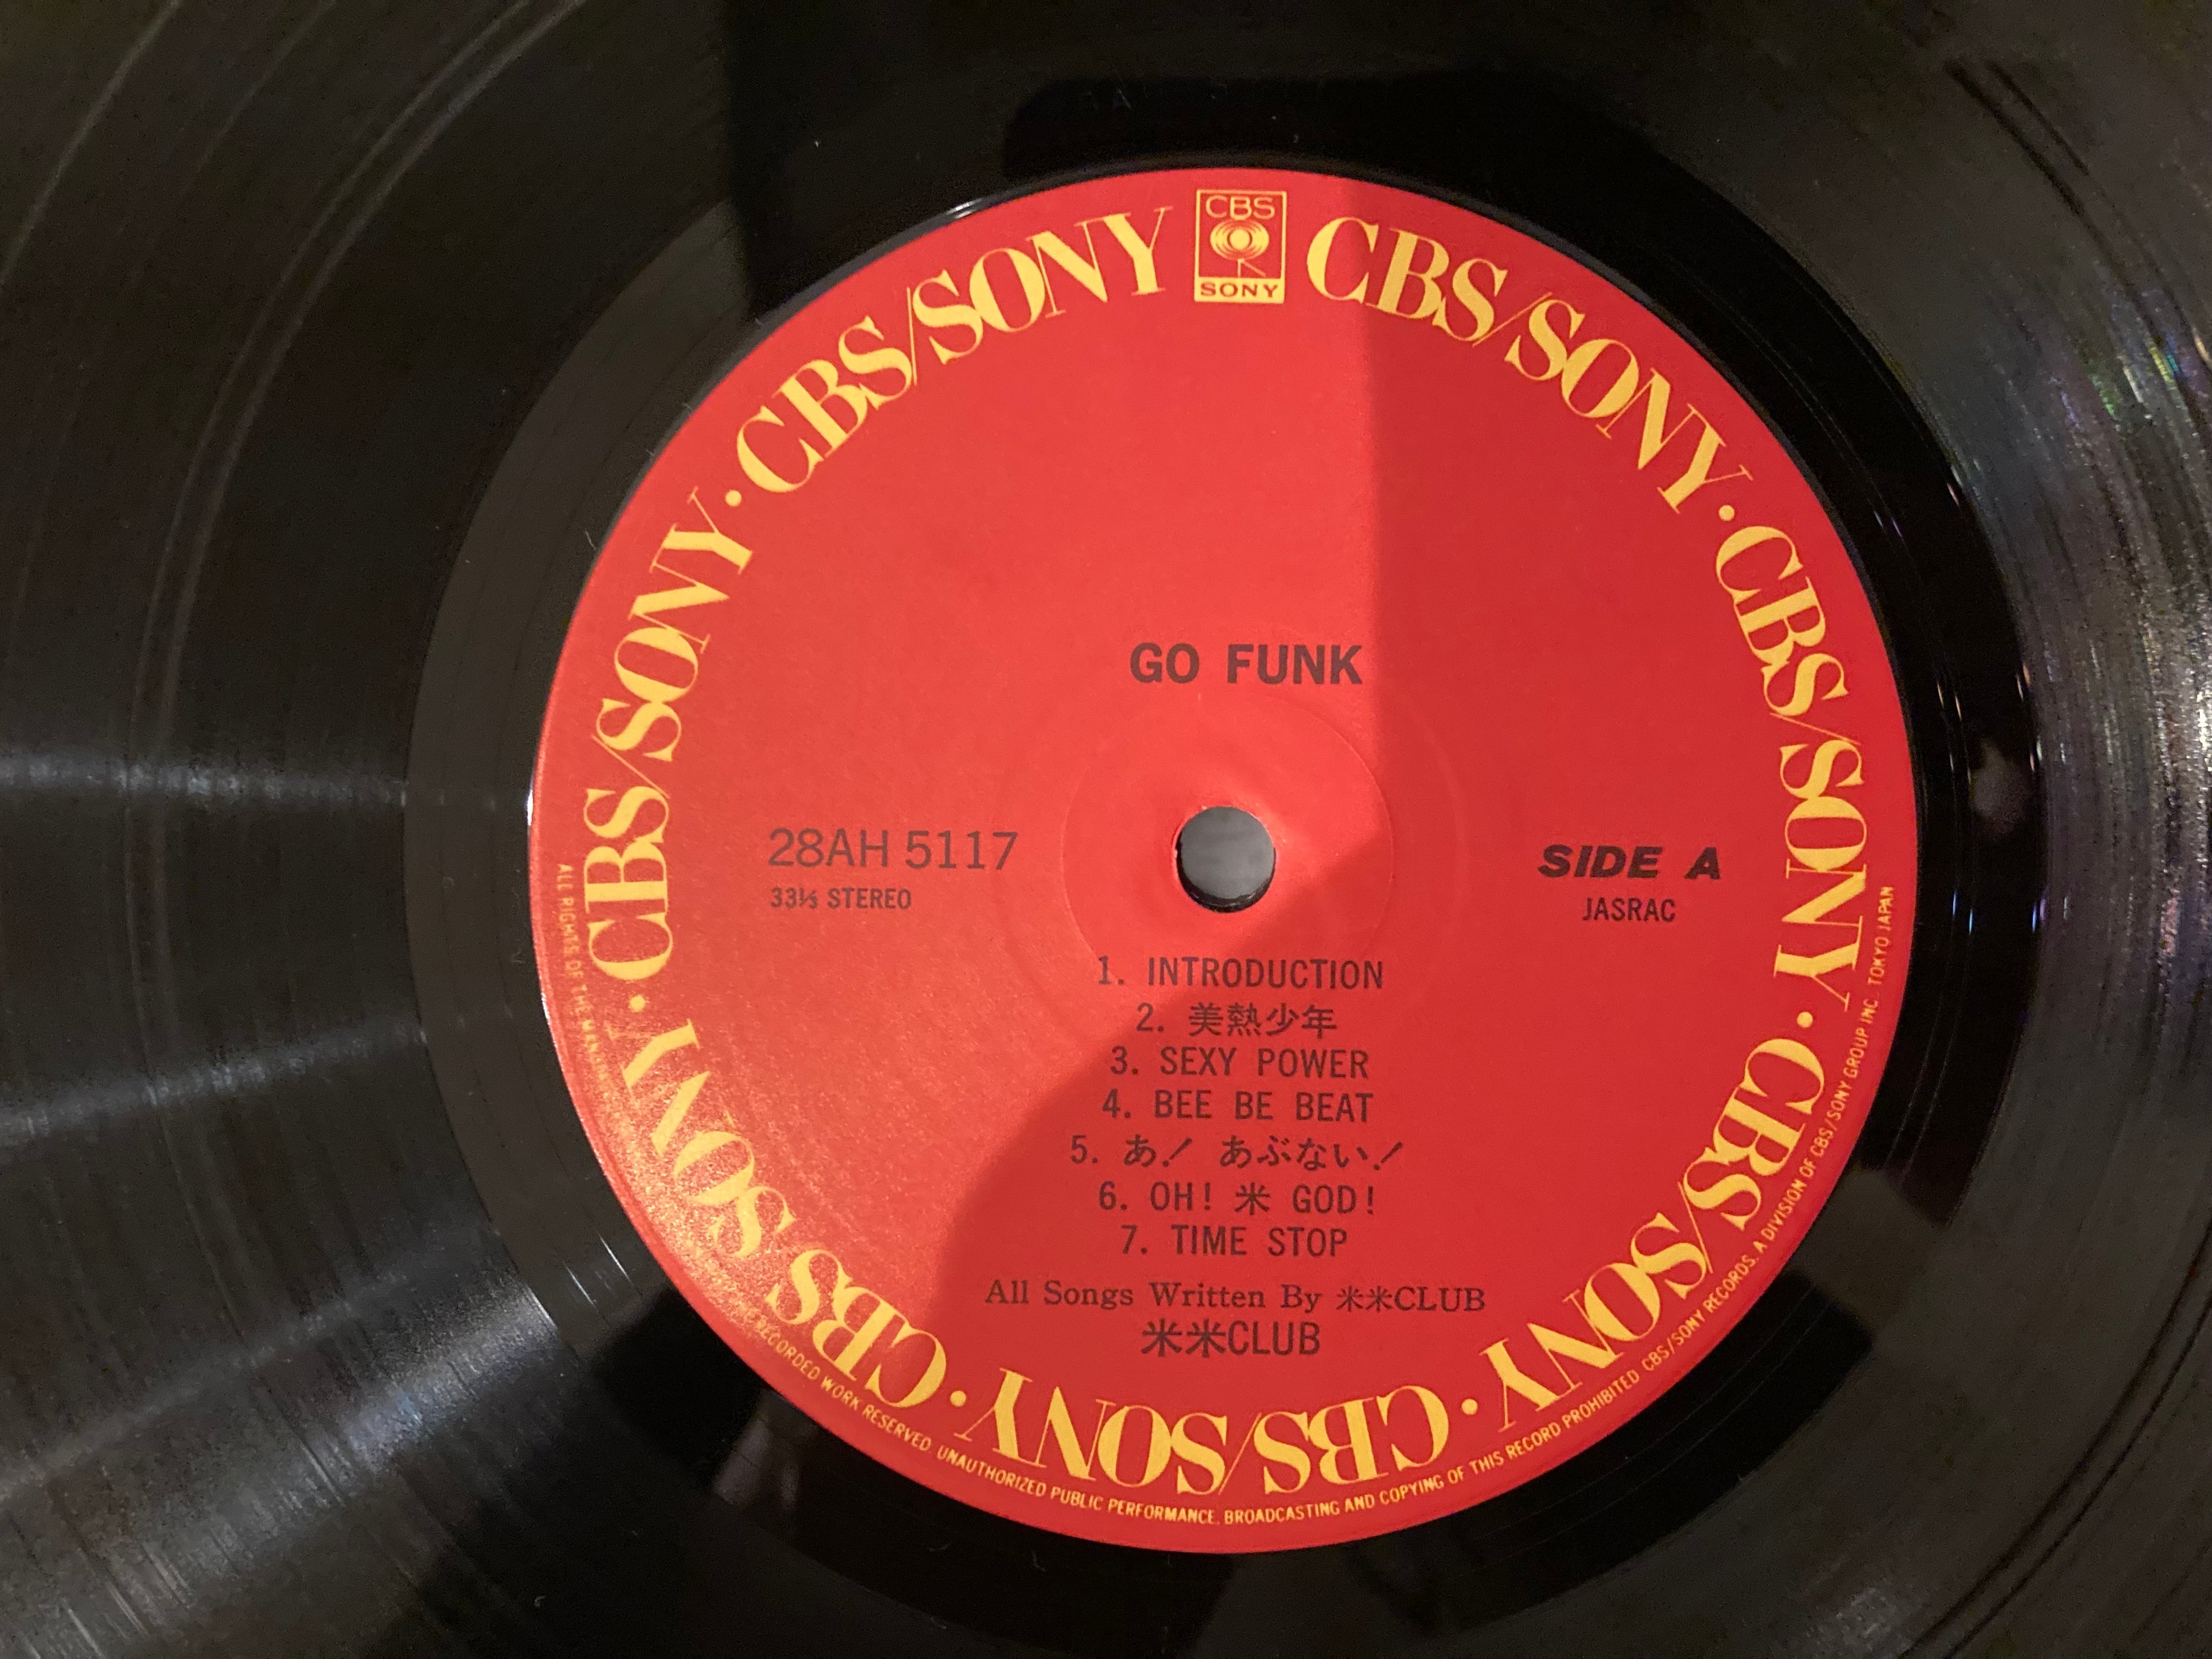 CBS
SONY
CBS/SONY · CBS/SONY · CBS/SONY · CBS/SONY · CBS/SONY · CBS/SONY · CBS/SONY · CBS/SONY
GO FUNK
28AH 5117
33⅓ STEREO
SIDE A
JASRAC
1. INTRODUCTION
2. 美熱少年
3. SEXY POWER
4. BEE BE BEAT
5. あ! あぶない!
6. OH! 米 GOD!
7. TIME STOP
All Songs Written By 米米CLUB
米米CLUB
ALL RIGHTS OF THE RECORDED WORK RESERVED. UNAUTHORIZED PUBLIC PERFORMANCE, BROADCASTING AND COPYING OF THIS RECORD PROHIBITED CBS/SONY RECORDS. A DIVISION OF CBS/SONY GROUP INC. TOKYO JAPAN